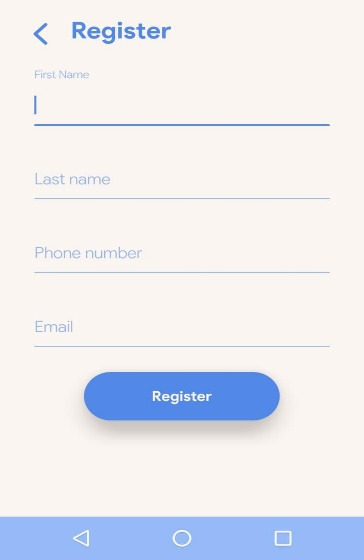 Register
First Name
Last name
Phone number
Email
Register